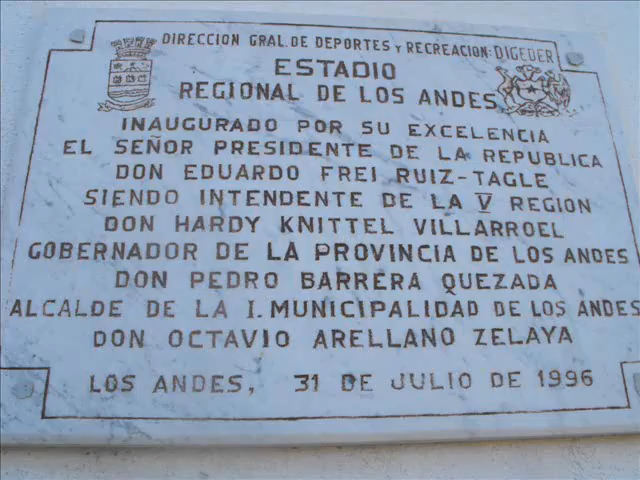 DIRECCION GRAL. DE DEPORTES Y RECREACION: DIGEDER
ESTADIO
REGIONAL DE LOS ANDES
INAUGURADO POR SU EXCELENCIA
EL SEÑOR PRESIDENTE DE LA REPUBLICA
DON EDUARDO FREI RUIZ-TAGLE
SIENDO INTENDENTE DE LA V REGION
DON HARDY KNITTEL VILLARROEL
GOBERNADOR DE LA PROVINCIA DE LOS ANDES
DON PEDRO BARRERA QUEZADA
ALCALDE DE LA I. MUNICIPALIDAD DE LOS ANDES
DON OCTAVIO ARELLANO ZELAYA
LOS ANDES, 31 DE JULIO DE 1996